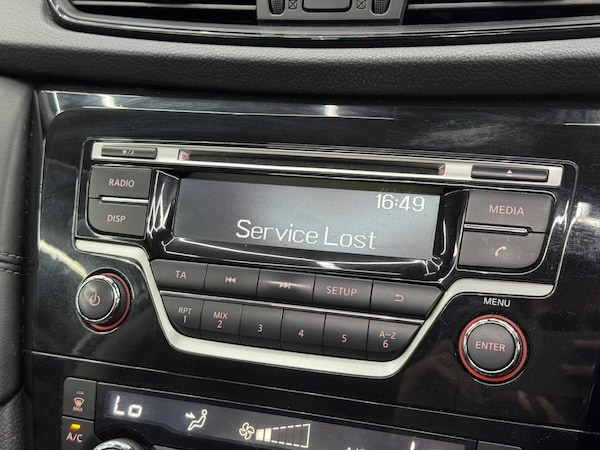 16:49
Service Lost
RADIO
DISP
MEDIA
TA
SETUP
RPT
1
MIX
2
3
4
5
A–Z
6
MENU
ENTER
Lo
MAX
A/C